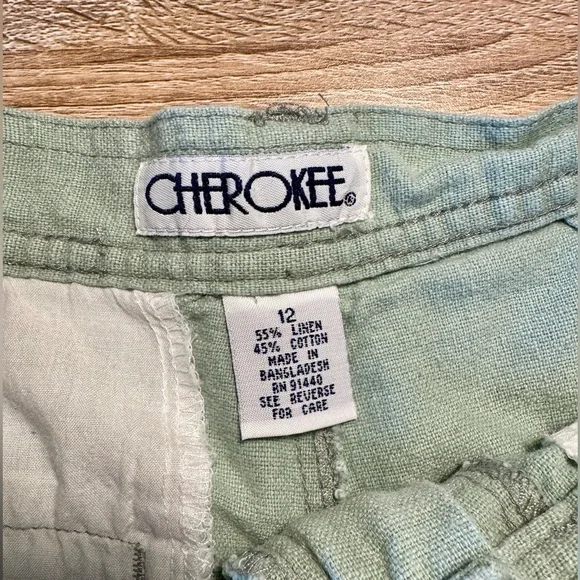 CHEROKEE®
12
55% LINEN
45% COTTON
MADE IN
BANGLADESH
RN 91440
SEE REVERSE
FOR CARE